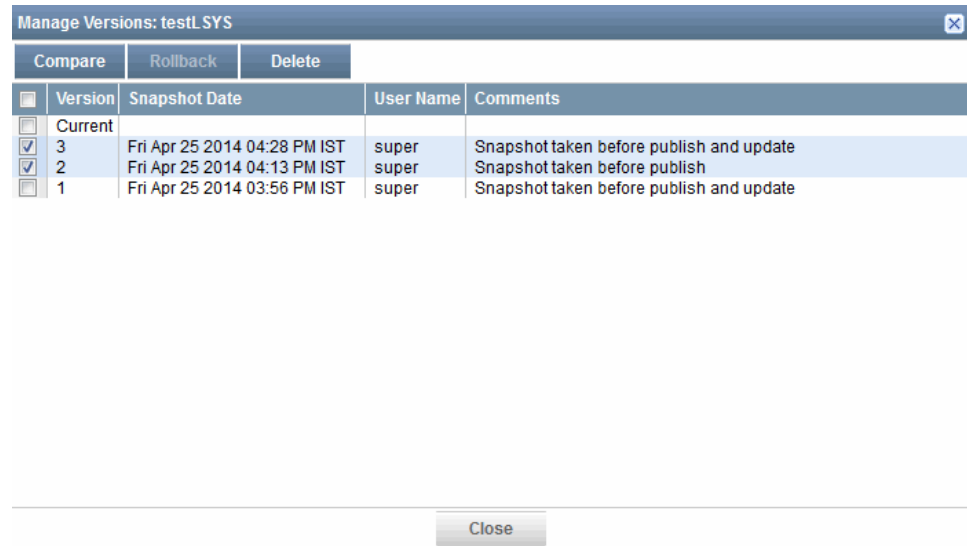 Manage Versions: testLSYS
Compare Rollback Delete
Version Snapshot Date User Name Comments
Current
3 Fri Apr 25 2014 04:28 PM IST super Snapshot taken before publish and update
2 Fri Apr 25 2014 04:13 PM IST super Snapshot taken before publish
1 Fri Apr 25 2014 03:56 PM IST super Snapshot taken before publish and update
Close